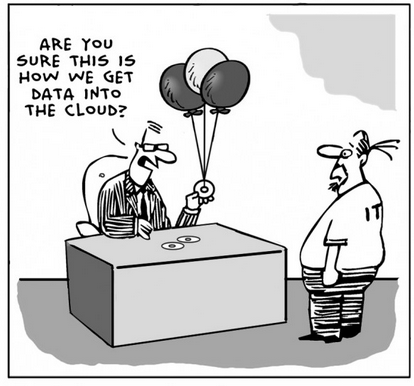 ARE YOU
SURE THIS IS
HOW WE GET
DATA INTO
THE CLOUD?
IT